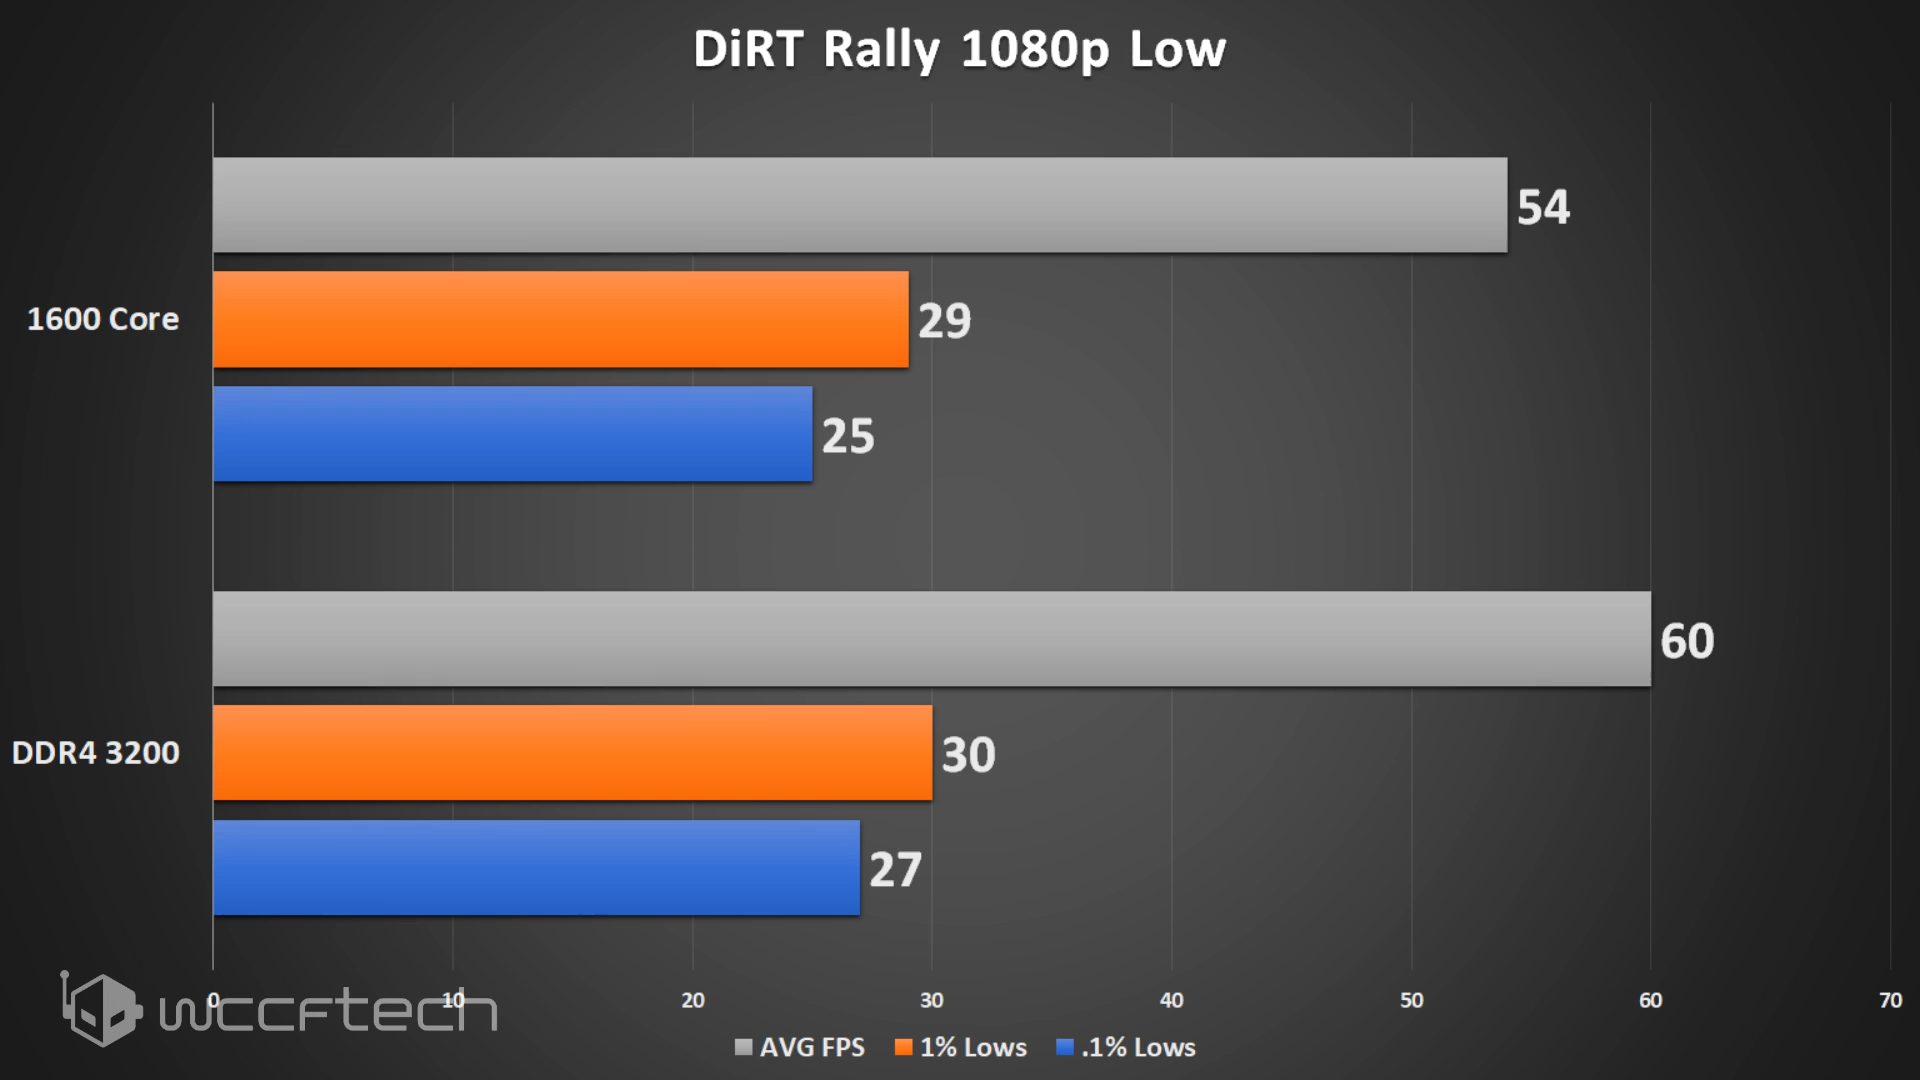 DiRT Rally 1080p Low
54
1600 Core
29
25
60
DDR4 3200
30
27
0 10 20 30 40 50 60 70
wccftech
AVG FPS 1% Lows .1% Lows